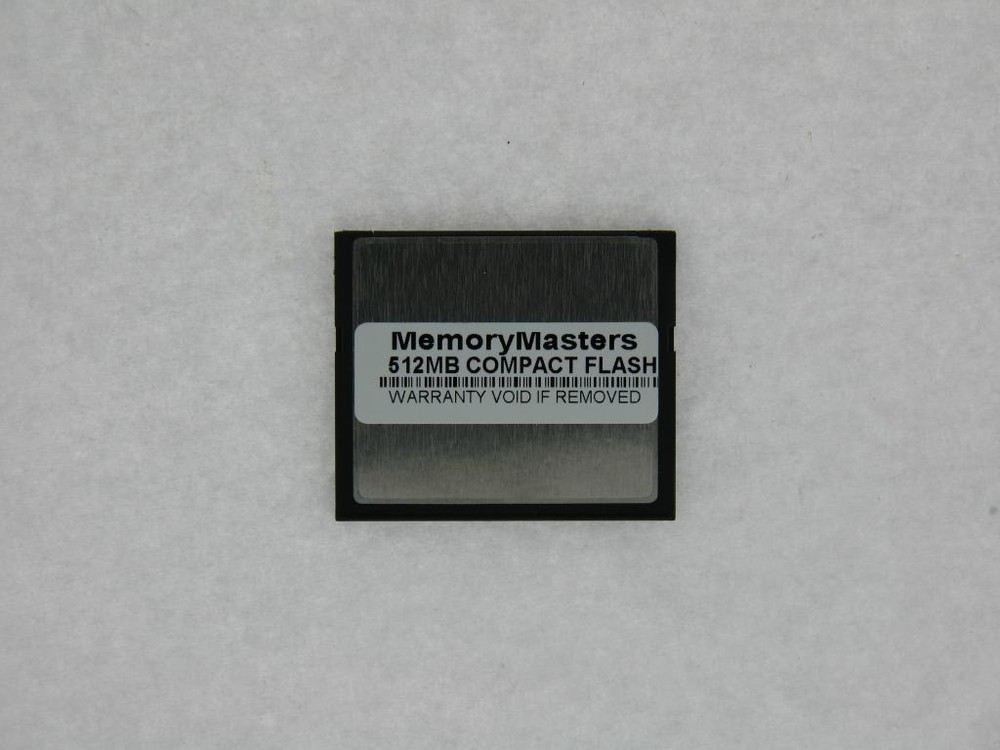 MemoryMasters
512MB COMPACT FLASH
WARRANTY VOID IF REMOVED